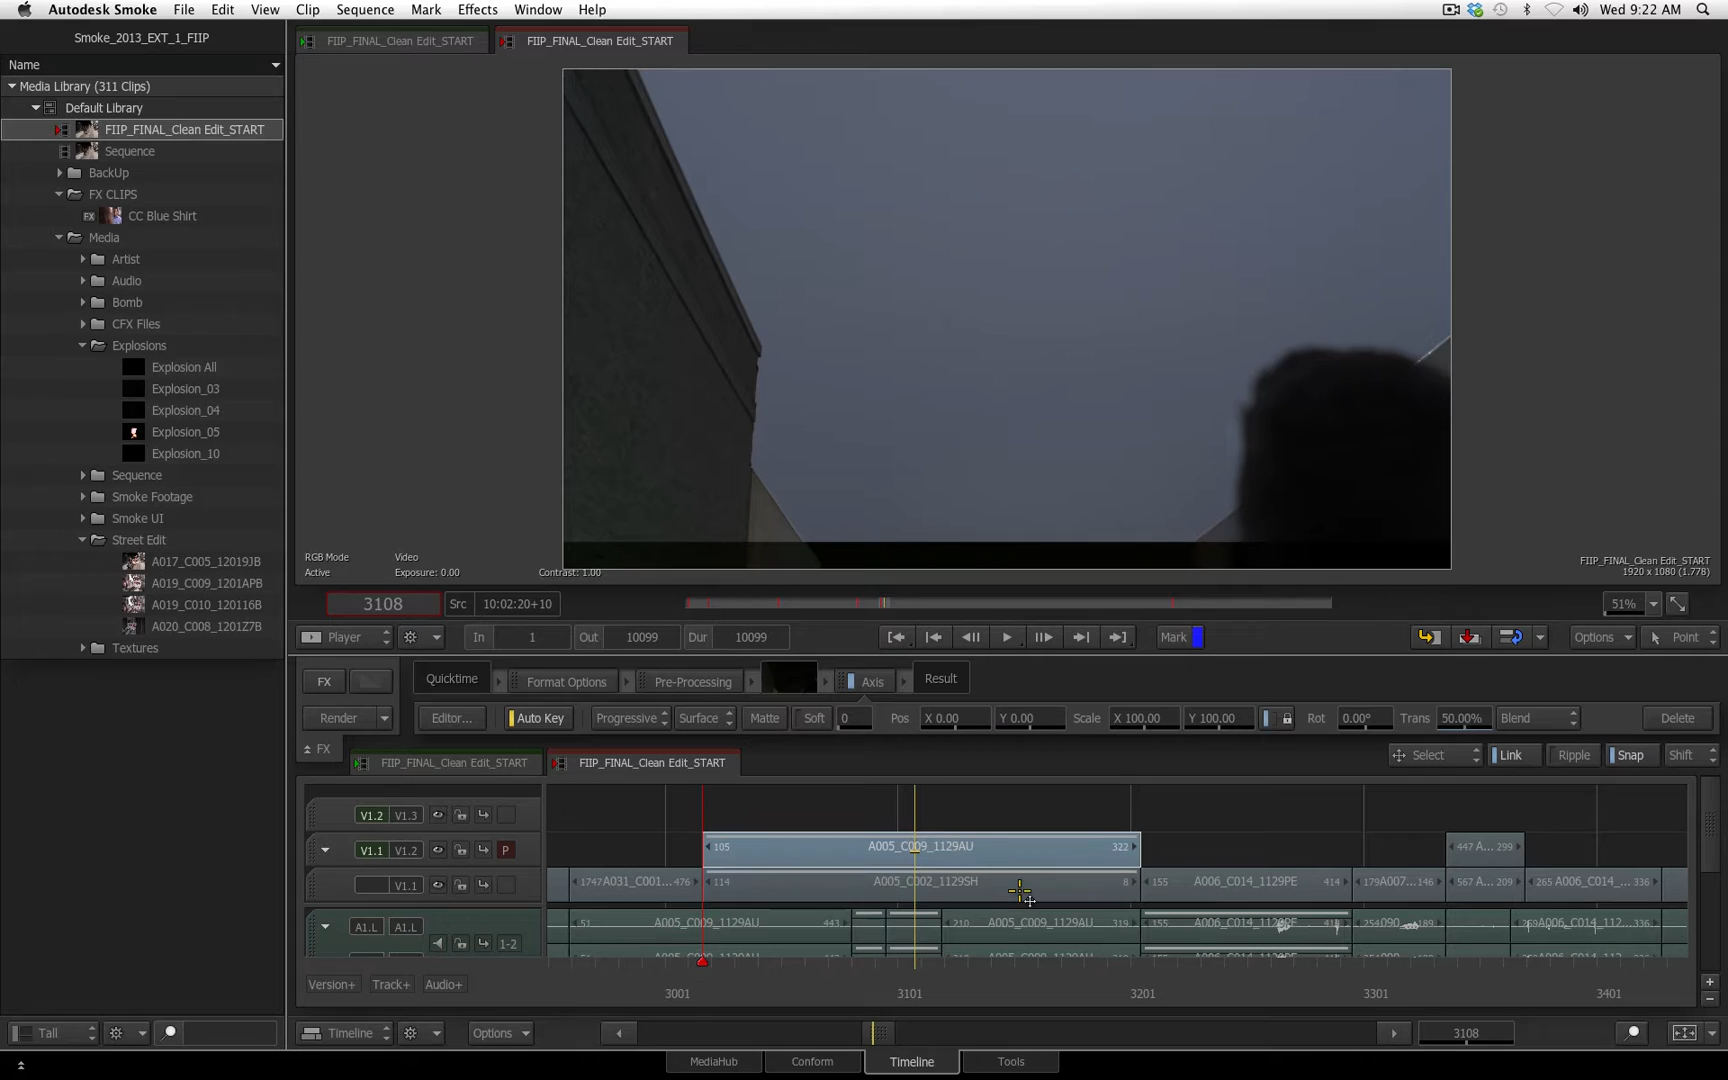 Autodesk Smoke File Edit View Clip Sequence Mark Effects Window Help Wed 9:22 AM
Smoke_2013_EXT_1_FIIP
FIIP_FINAL_Clean Edit_START FIIP_FINAL_Clean Edit_START
Name
Media Library (311 Clips)
Default Library
FIIP_FINAL_Clean Edit_START
Sequence
BackUp
FX CLIPS
FX CC Blue Shirt
Media
Artist
Audio
Bomb
CFX Files
Explosions
Explosion All
Explosion_03
Explosion_04
Explosion_05
Explosion_10
Sequence
Smoke Footage
Smoke UI
Street Edit
A017_C005_12019JB
A019_C009_1201APB
A019_C010_120116B
A020_C008_1201Z7B
Textures
RGB Mode Video
Active Exposure: 0.00 Contrast: 1.00
FIIP_FINAL_Clean Edit_START
1920 x 1080 (1.778)
3108 Src 10:02:20+10 51%
Player In 1 Out 10099 Dur 10099 Mark Options Point
FX Quicktime Format Options Pre-Processing Axis Result
Render Editor... Auto Key Progressive Surface Matte Soft 0 Pos X 0.00 Y 0.00 Scale X 100.00 Y 100.00 Rot 0.00° Trans 50.00% Blend Delete
FX FIIP_FINAL_Clean Edit_START FIIP_FINAL_Clean Edit_START Select Link Ripple Snap Shift
V1.2 V1.3
V1.1 V1.2 P 105 A005_C009_1129AU 322 447 A... 299
V1.1 1747 A031_C001... 476 114 A005_C002_1129SH 8 155 A006_C014_1129PE 414 179 A007... 146 567 A... 209 265 A006_C014_... 336
A1.L A1.L 51 A005_C009_1129AU 443 210 A005_C009_1129AU 319 155 A006_C014_1129PE
1-2
Version+ Track+ Audio+
3001 3101 3201 3301 3401
Tall Timeline Options 3108
MediaHub Conform Timeline Tools